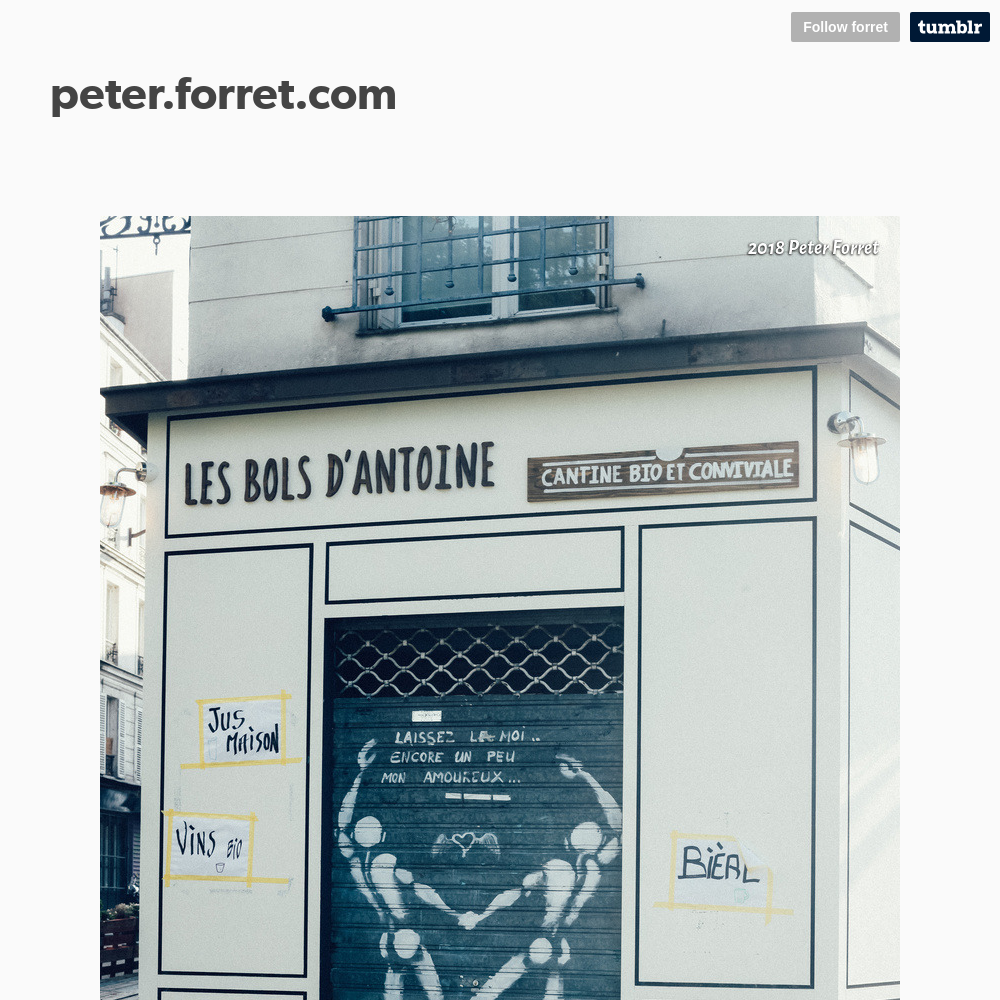 Follow forret
tumblr
peter.forret.com
2018 Peter Forret
LES BOLS D'ANTOINE
CANTINE BIO ET CONVIVIALE
LAISSEZ LE MOI ..
ENCORE UN PEU
MON AMOUREUX ...
JUS
MAISON
VINS BIO